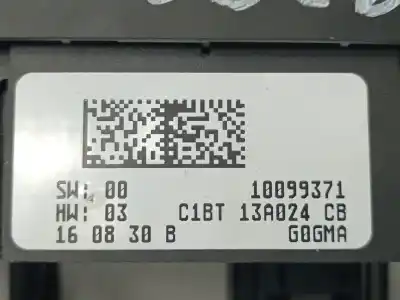 SW: 00 10099371
HW: 03 C1BT 13A024 CB
16 08 30 B G0GMA